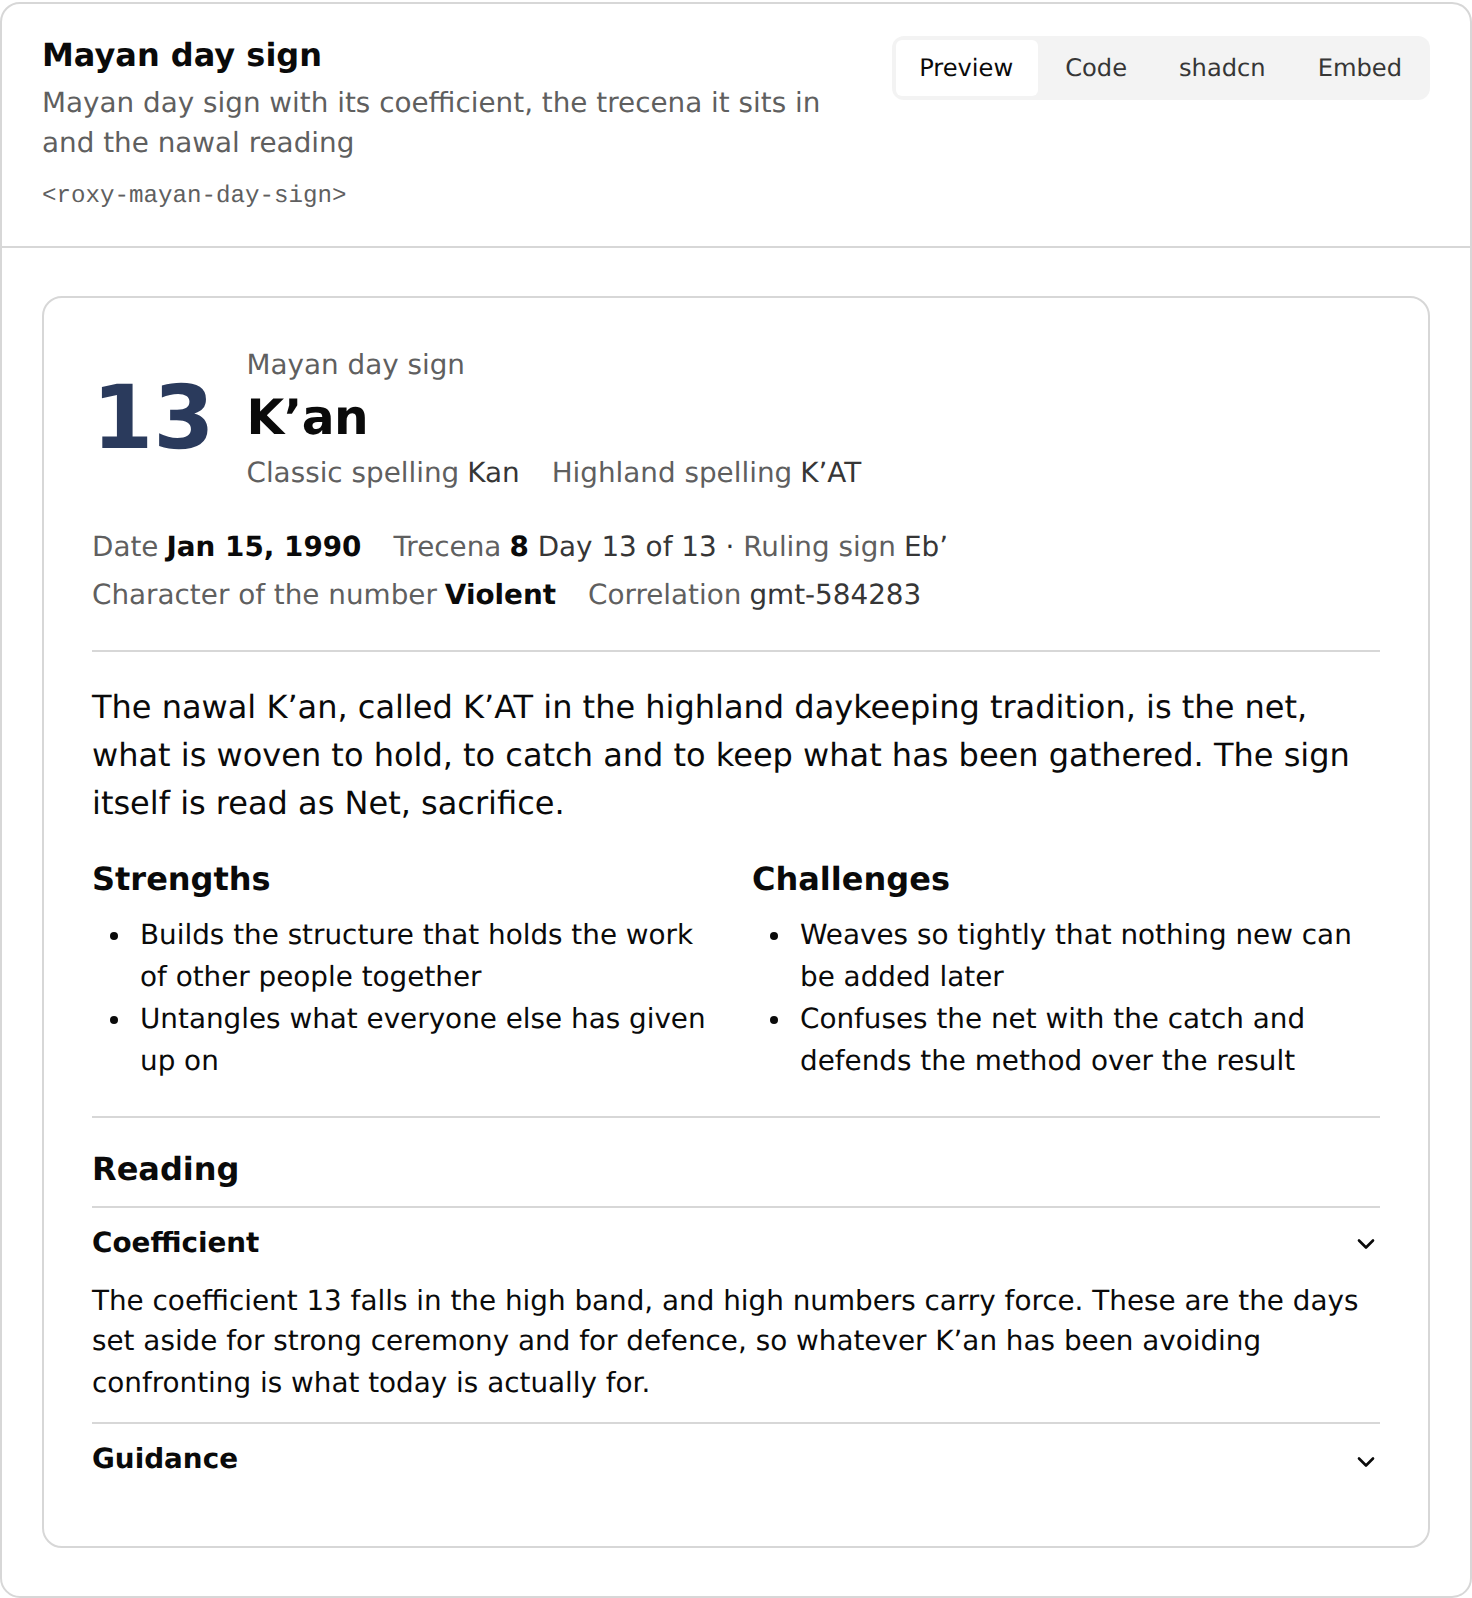 Mayan day sign
Mayan day sign with its coefficient, the trecena it sits in
and the nawal reading
<roxy-mayan-day-sign>
Preview Code shadcn Embed
13
Mayan day sign
K’an
Classic spelling Kan Highland spelling K’AT
Date Jan 15, 1990 Trecena 8 Day 13 of 13 · Ruling sign Eb’
Character of the number Violent Correlation gmt-584283
The nawal K’an, called K’AT in the highland daykeeping tradition, is the net,
what is woven to hold, to catch and to keep what has been gathered. The sign
itself is read as Net, sacrifice.
Strengths
Builds the structure that holds the work
of other people together
Untangles what everyone else has given
up on
Challenges
Weaves so tightly that nothing new can
be added later
Confuses the net with the catch and
defends the method over the result
Reading
Coefficient
The coefficient 13 falls in the high band, and high numbers carry force. These are the days
set aside for strong ceremony and for defence, so whatever K’an has been avoiding
confronting is what today is actually for.
Guidance